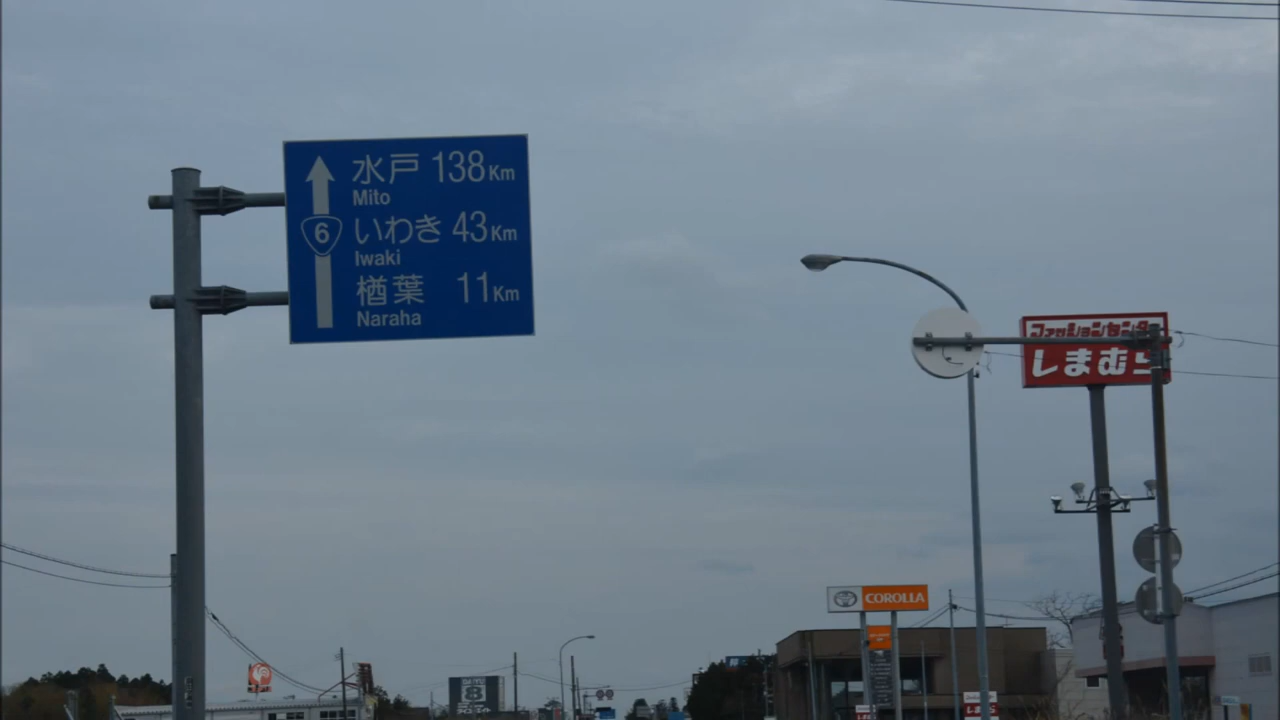 水戸 138Km
Mito
6
いわき 43Km
Iwaki
楢葉 11Km
Naraha
ファッションセンター
しまむら
COROLLA
8